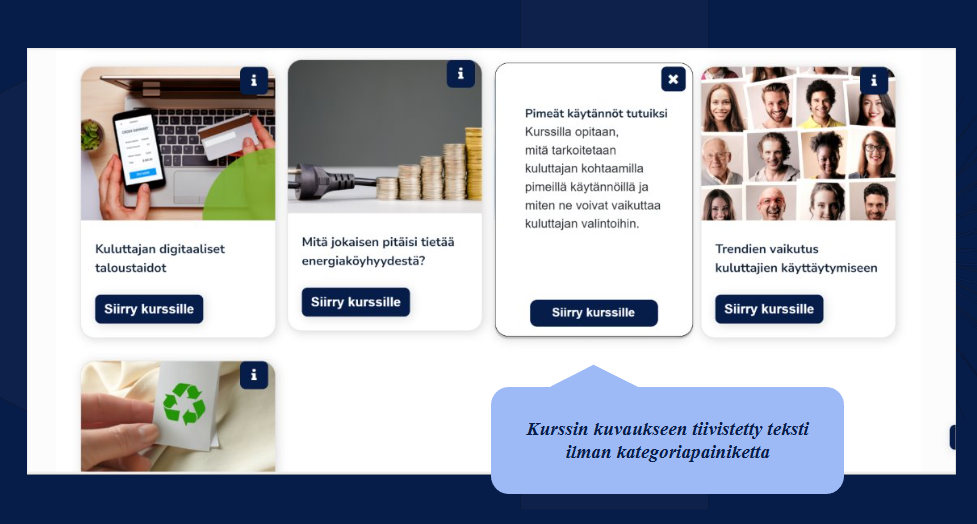 Kuluttajan digitaaliset
taloustaidot
Siirry kurssille
Mitä jokaisen pitäisi tietää
energiaköyhyydestä?
Siirry kurssille
Pimeät käytännöt tutuiksi
Kurssilla opitaan,
mitä tarkoitetaan
kuluttajan kohtaamilla
pimeillä käytännöillä ja
miten ne voivat vaikuttaa
kuluttajan valintoihin.
Siirry kurssille
Trendien vaikutus
kuluttajien käyttäytymiseen
Siirry kurssille
Kurssin kuvaukseen tiivistetty teksti
ilman kategoriapainiketta